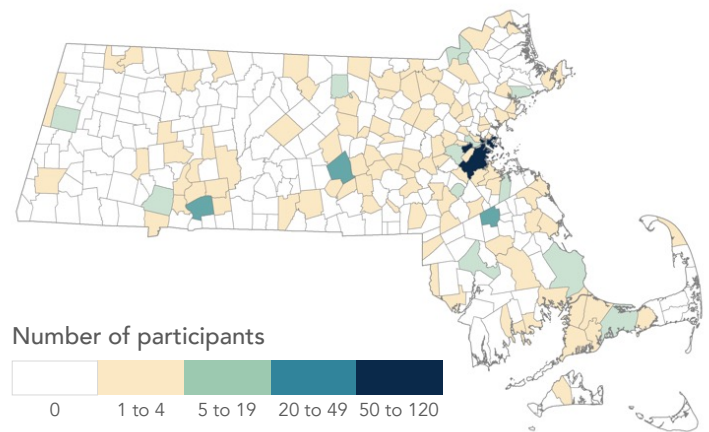 Number of participants
0
1 to 4
5 to 19
20 to 49
50 to 120